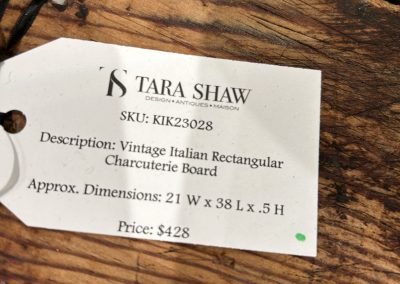 TS TARA SHAW
DESIGN • ANTIQUES • MAISON
SKU: KIK23028
Description: Vintage Italian Rectangular
Charcuterie Board
Approx. Dimensions: 21 W x 38 L x .5 H
Price: $428